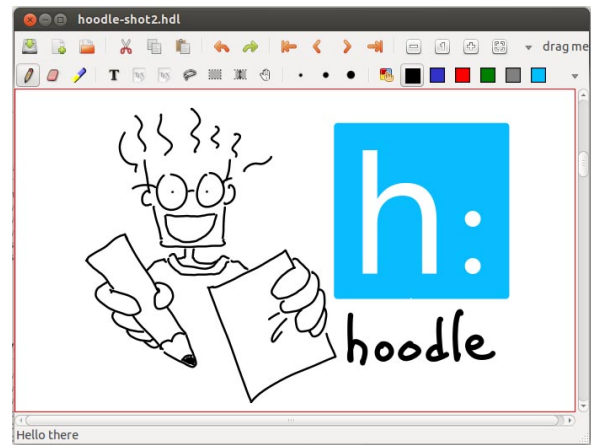 hoodle-shot2.hdl
drag me
T
h:
hoodle
Hello there